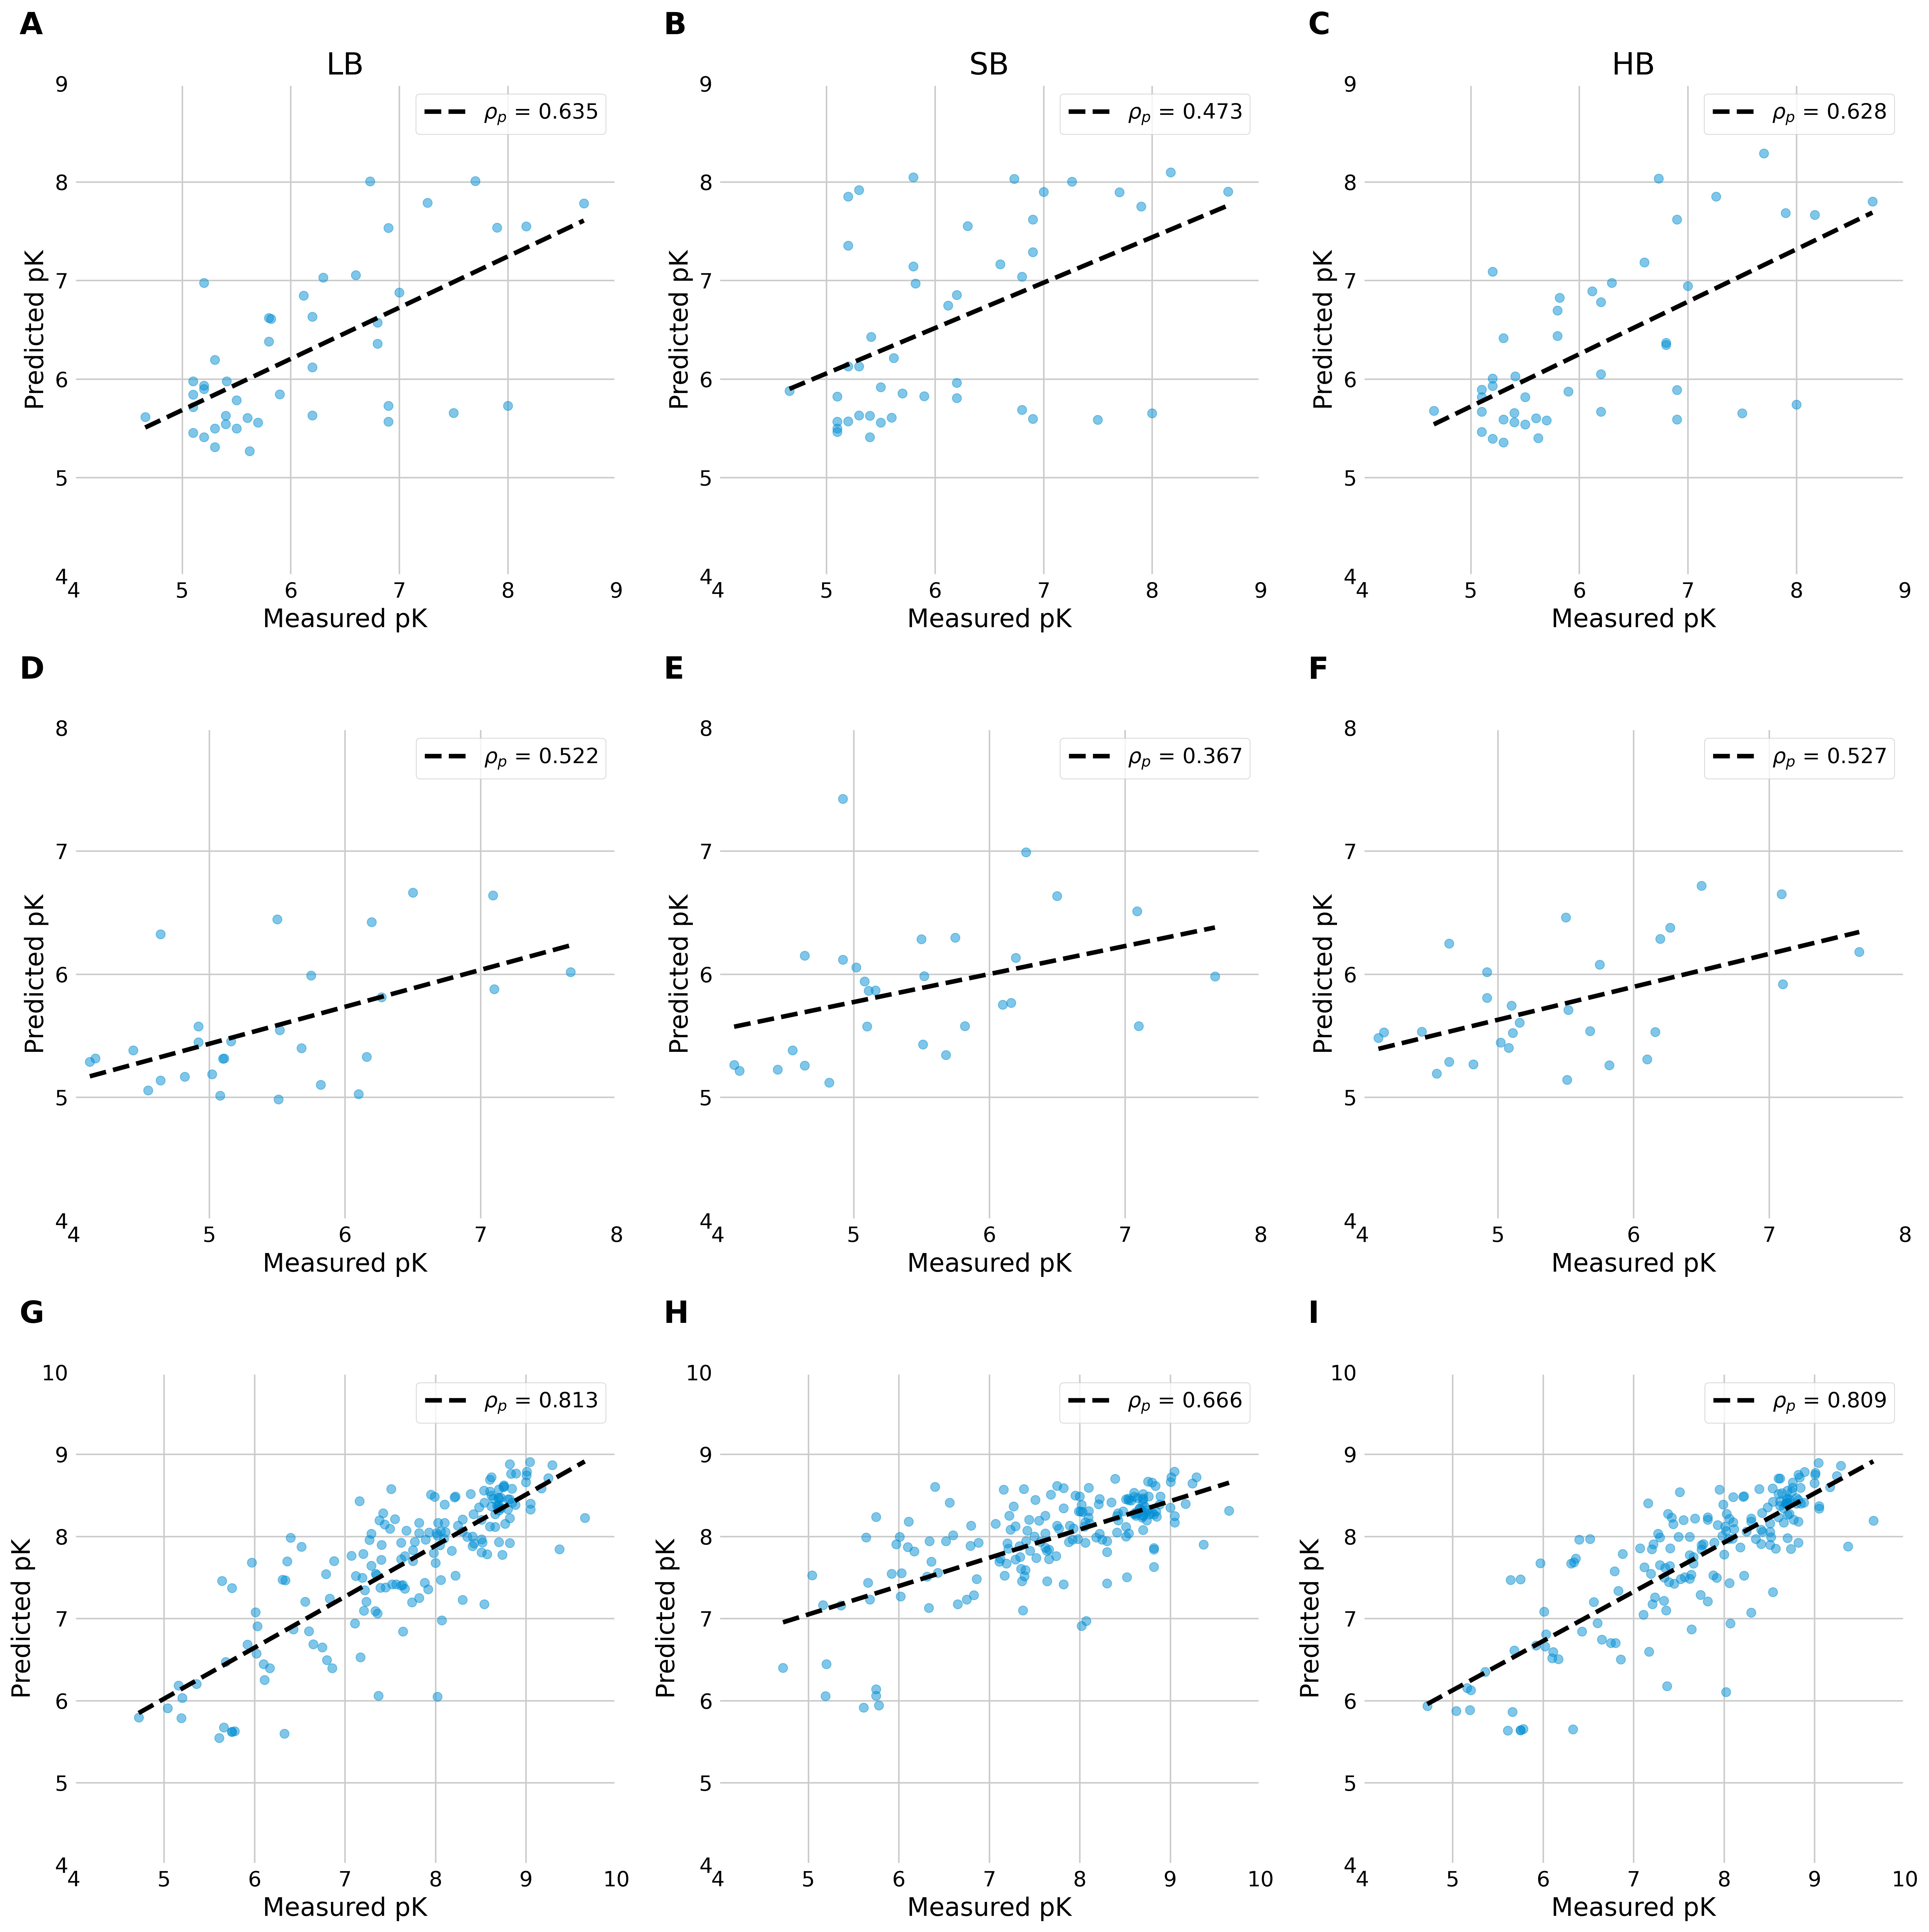 A
B
C
LB
SB
HB
ρp = 0.635
ρp = 0.473
ρp = 0.628
9
8
7
6
5
4
Predicted pK
4 5 6 7 8 9
Measured pK
9
8
7
6
5
4
Predicted pK
4 5 6 7 8 9
Measured pK
9
8
7
6
5
4
Predicted pK
4 5 6 7 8 9
Measured pK
D
E
F
ρp = 0.522
ρp = 0.367
ρp = 0.527
8
7
6
5
4
Predicted pK
4 5 6 7 8
Measured pK
8
7
6
5
4
Predicted pK
4 5 6 7 8
Measured pK
8
7
6
5
4
Predicted pK
4 5 6 7 8
Measured pK
G
H
I
ρp = 0.813
ρp = 0.666
ρp = 0.809
10
9
8
7
6
5
4
Predicted pK
4 5 6 7 8 9 10
Measured pK
10
9
8
7
6
5
4
Predicted pK
4 5 6 7 8 9 10
Measured pK
10
9
8
7
6
5
4
Predicted pK
4 5 6 7 8 9 10
Measured pK